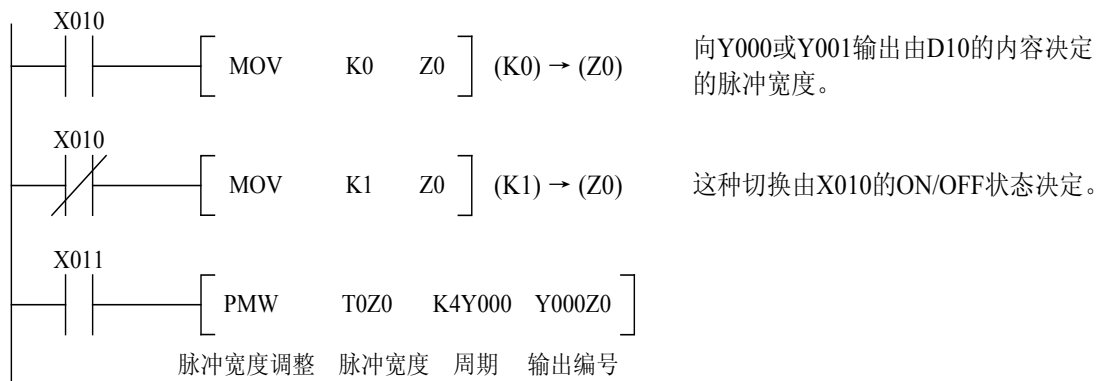 X010
MOV K0 Z0 (K0) → (Z0)
向Y000或Y001输出由D10的内容决定
的脉冲宽度。
X010
MOV K1 Z0 (K1) → (Z0)
这种切换由X010的ON/OFF状态决定。
X011
PMW T0Z0 K4Y000 Y000Z0
脉冲宽度调整 脉冲宽度 周期 输出编号